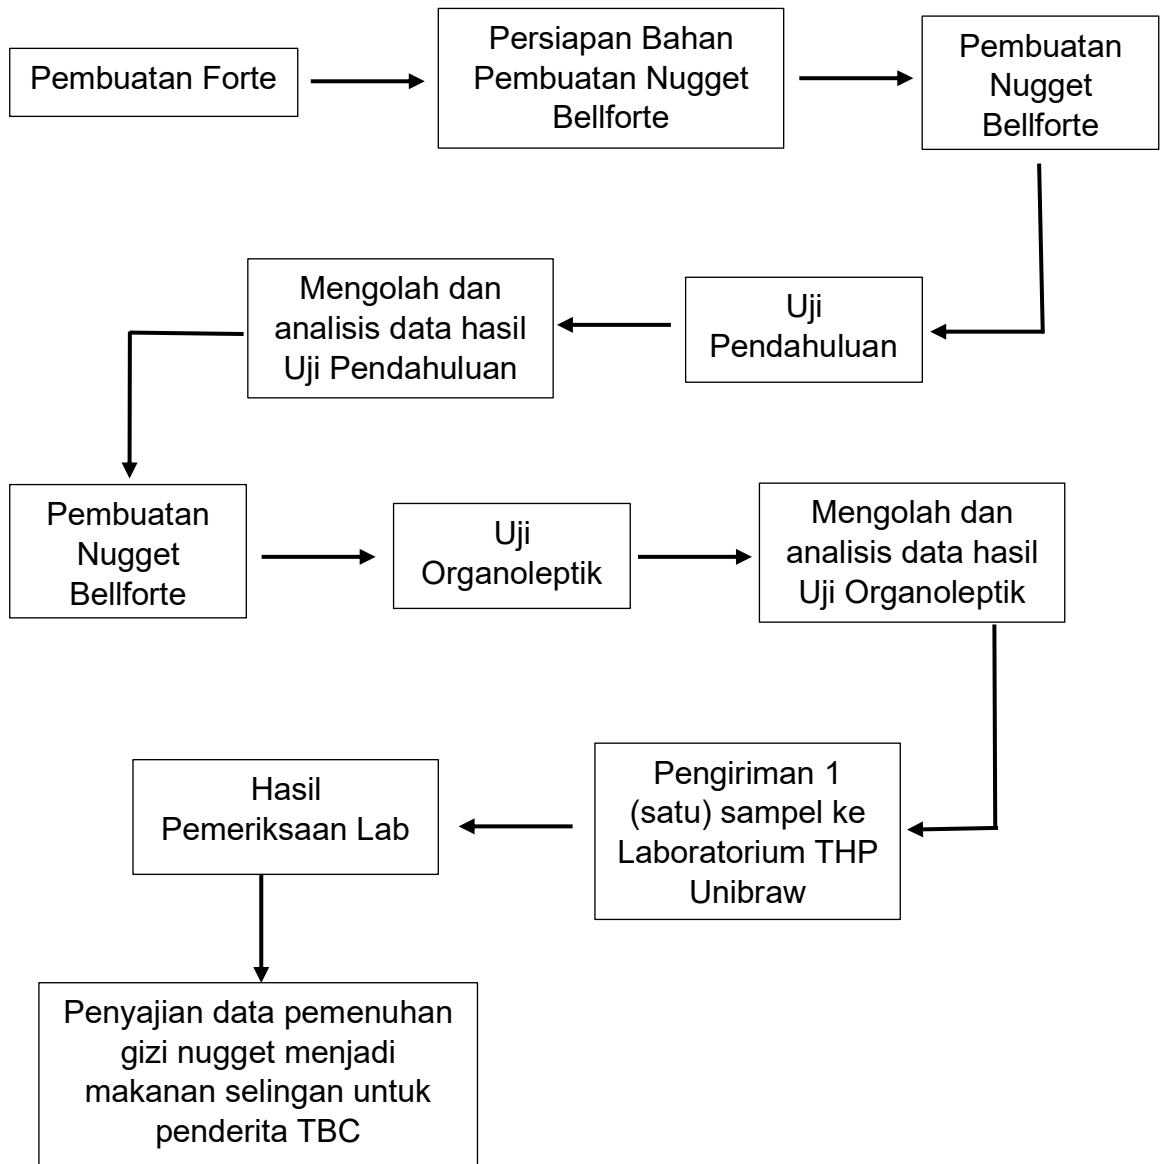 Pembuatan Forte
Persiapan Bahan
Pembuatan Nugget
Bellforte
Pembuatan
Nugget
Bellforte
Uji
Pendahuluan
Mengolah dan
analisis data hasil
Uji Pendahuluan
Pembuatan
Nugget
Bellforte
Uji
Organoleptik
Mengolah dan
analisis data hasil
Uji Organoleptik
Pengiriman 1
(satu) sampel ke
Laboratorium THP
Unibraw
Hasil
Pemeriksaan Lab
Penyajian data pemenuhan
gizi nugget menjadi
makanan selingan untuk
penderita TBC